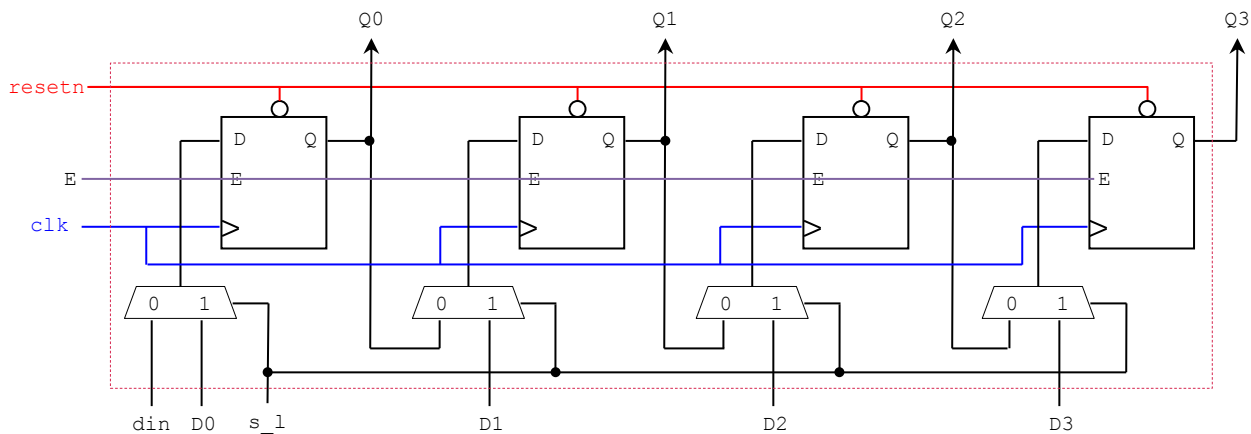 Q0 Q1 Q2 Q3
resetn
D Q D Q D Q D Q
E E E E E
clk
0 1 0 1 0 1 0 1
din D0 s_l D1 D2 D3